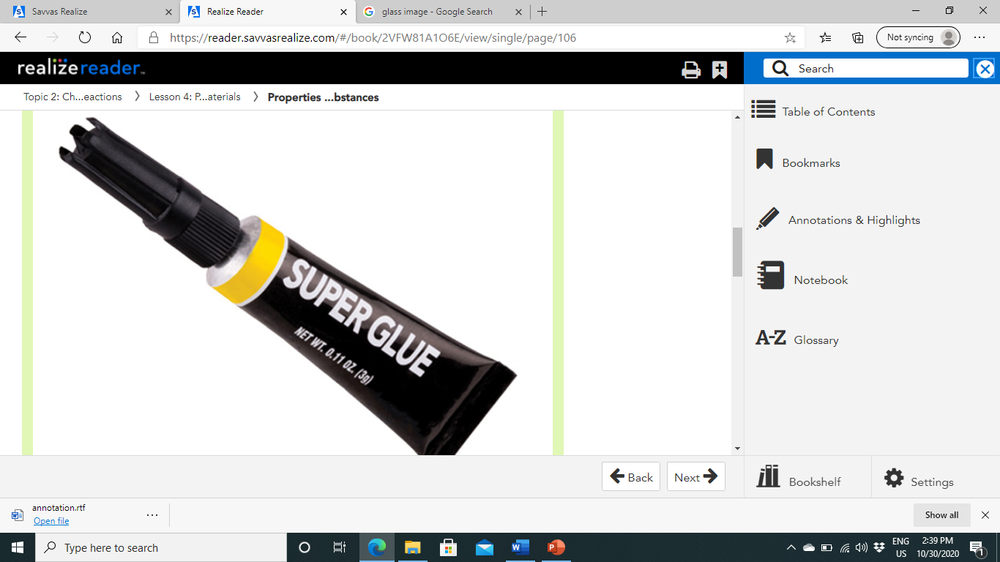 Savvas Realize
Realize Reader
glass image - Google Search
https://reader.savvasrealize.com/#/book/2VFW81A1O6E/view/single/page/106
Not syncing
realizereader™
Search
Topic 2: Ch...eactions
Lesson 4: P...aterials
Properties ...bstances
Table of Contents
Bookmarks
Annotations & Highlights
Notebook
A-Z Glossary
SUPER GLUE
NET WT. 0.11 OZ. (3g)
Back
Next
Bookshelf
Settings
annotation.rtf
Open file
Show all
Type here to search
ENG
US
2:39 PM
10/30/2020
1